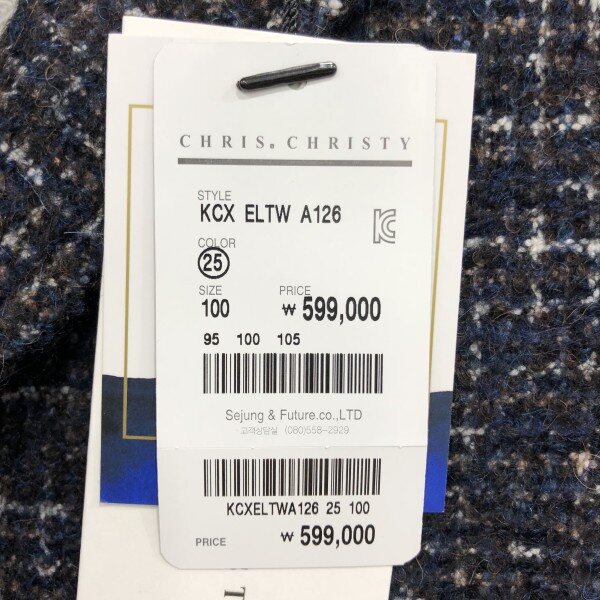 CHRIS. CHRISTY
STYLE
KCX ELTW A126
KC
COLOR
25
SIZE PRICE
100 ₩ 599,000
95 100 105
Sejung & Future.co.,LTD
고객상담실 (080)558-2929
KCXELTWA126 25 100
PRICE ₩ 599,000
T